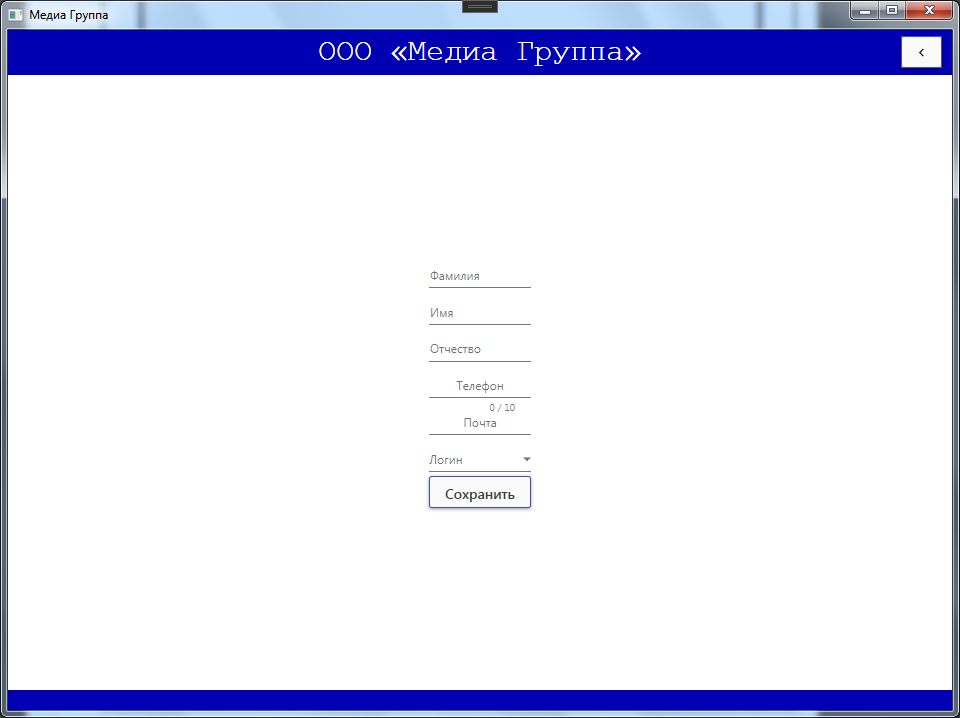 Медиа Группа
ООО «Медиа Группа»
Фамилия
Имя
Отчество
Телефон
0 / 10
Почта
Логин
Сохранить